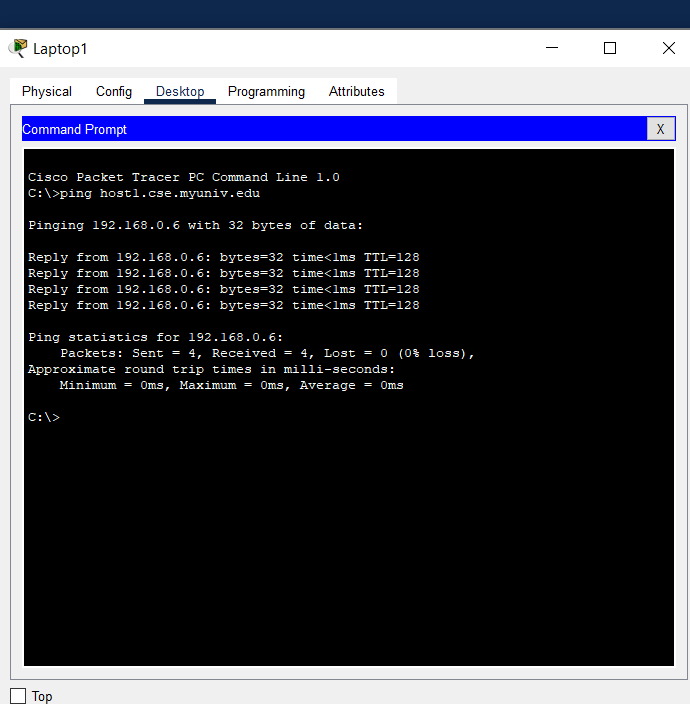 Laptop1
Physical Config Desktop Programming Attributes
Command Prompt X
Cisco Packet Tracer PC Command Line 1.0
C:\>ping host1.cse.myuniv.edu
Pinging 192.168.0.6 with 32 bytes of data:
Reply from 192.168.0.6: bytes=32 time<1ms TTL=128
Reply from 192.168.0.6: bytes=32 time<1ms TTL=128
Reply from 192.168.0.6: bytes=32 time<1ms TTL=128
Reply from 192.168.0.6: bytes=32 time<1ms TTL=128
Ping statistics for 192.168.0.6:
Packets: Sent = 4, Received = 4, Lost = 0 (0% loss),
Approximate round trip times in milli-seconds:
Minimum = 0ms, Maximum = 0ms, Average = 0ms
C:\>
Top